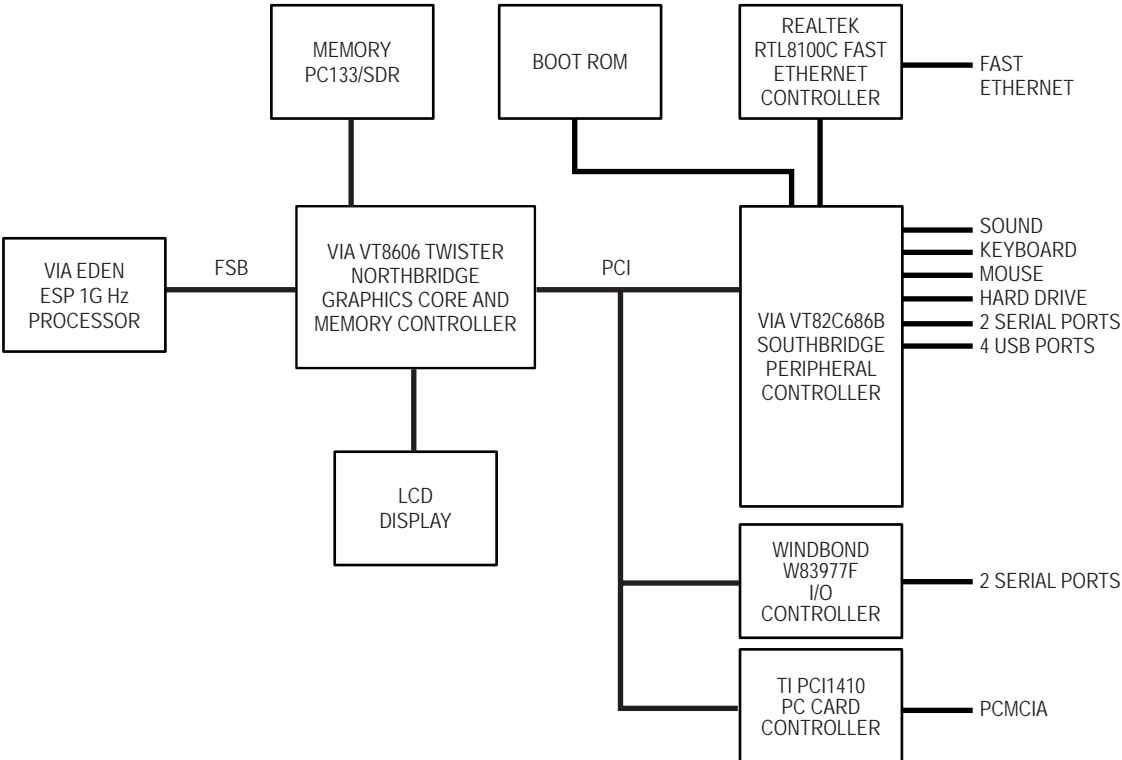 MEMORY
PC133/SDR
BOOT ROM
REALTEK
RTL8100C FAST
ETHERNET
CONTROLLER
FAST
ETHERNET
VIA EDEN
ESP 1G Hz
PROCESSOR
FSB
VIA VT8606 TWISTER
NORTHBRIDGE
GRAPHICS CORE AND
MEMORY CONTROLLER
PCI
VIA VT82C686B
SOUTHBRIDGE
PERIPHERAL
CONTROLLER
SOUND
KEYBOARD
MOUSE
HARD DRIVE
2 SERIAL PORTS
4 USB PORTS
LCD
DISPLAY
WINDBOND
W83977F
I/O
CONTROLLER
2 SERIAL PORTS
TI PCI1410
PC CARD
CONTROLLER
PCMCIA